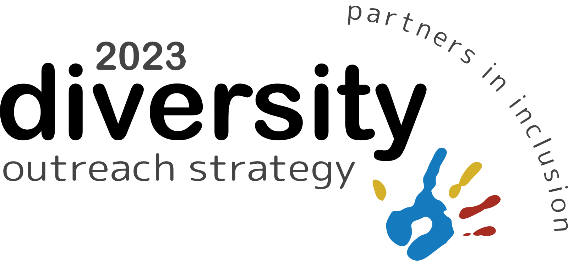 2023
diversity
outreach strategy
partners in inclusion